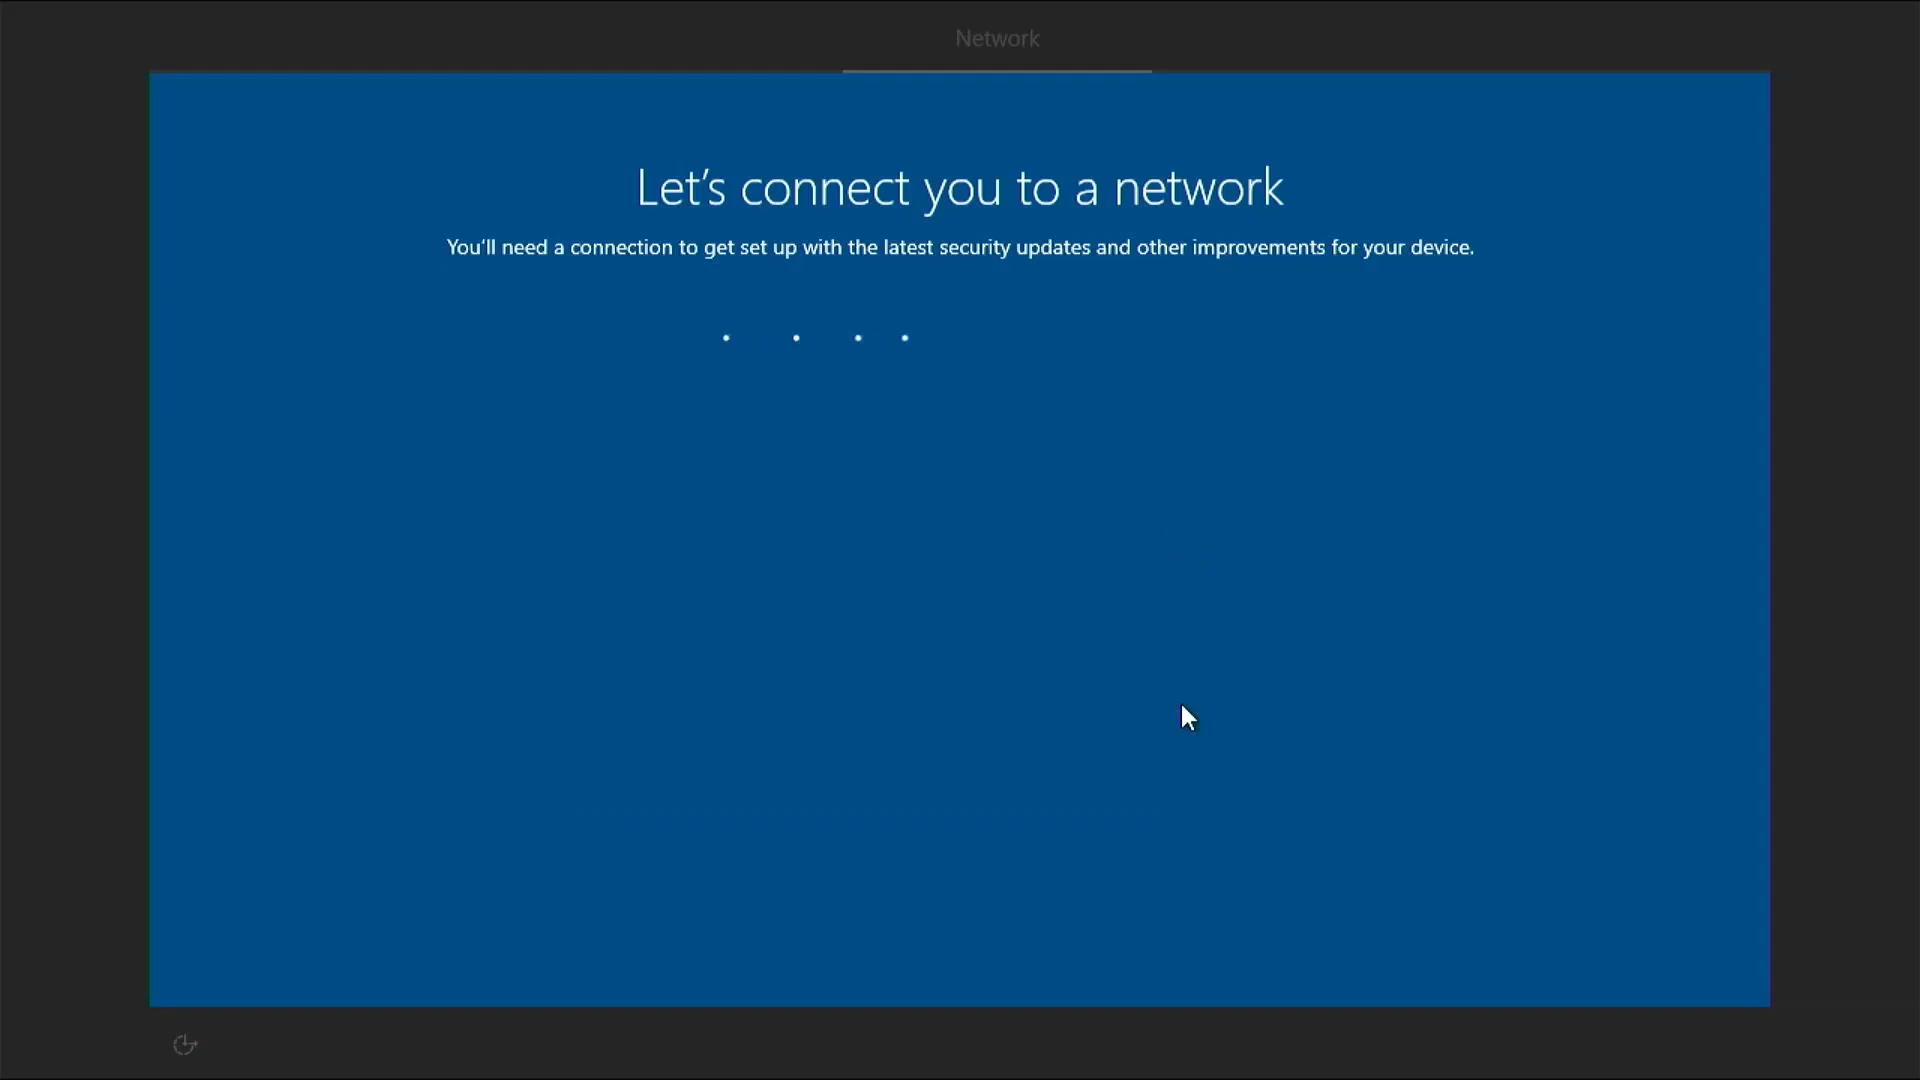 Network
Let’s connect you to a network
You’ll need a connection to get set up with the latest security updates and other improvements for your device.